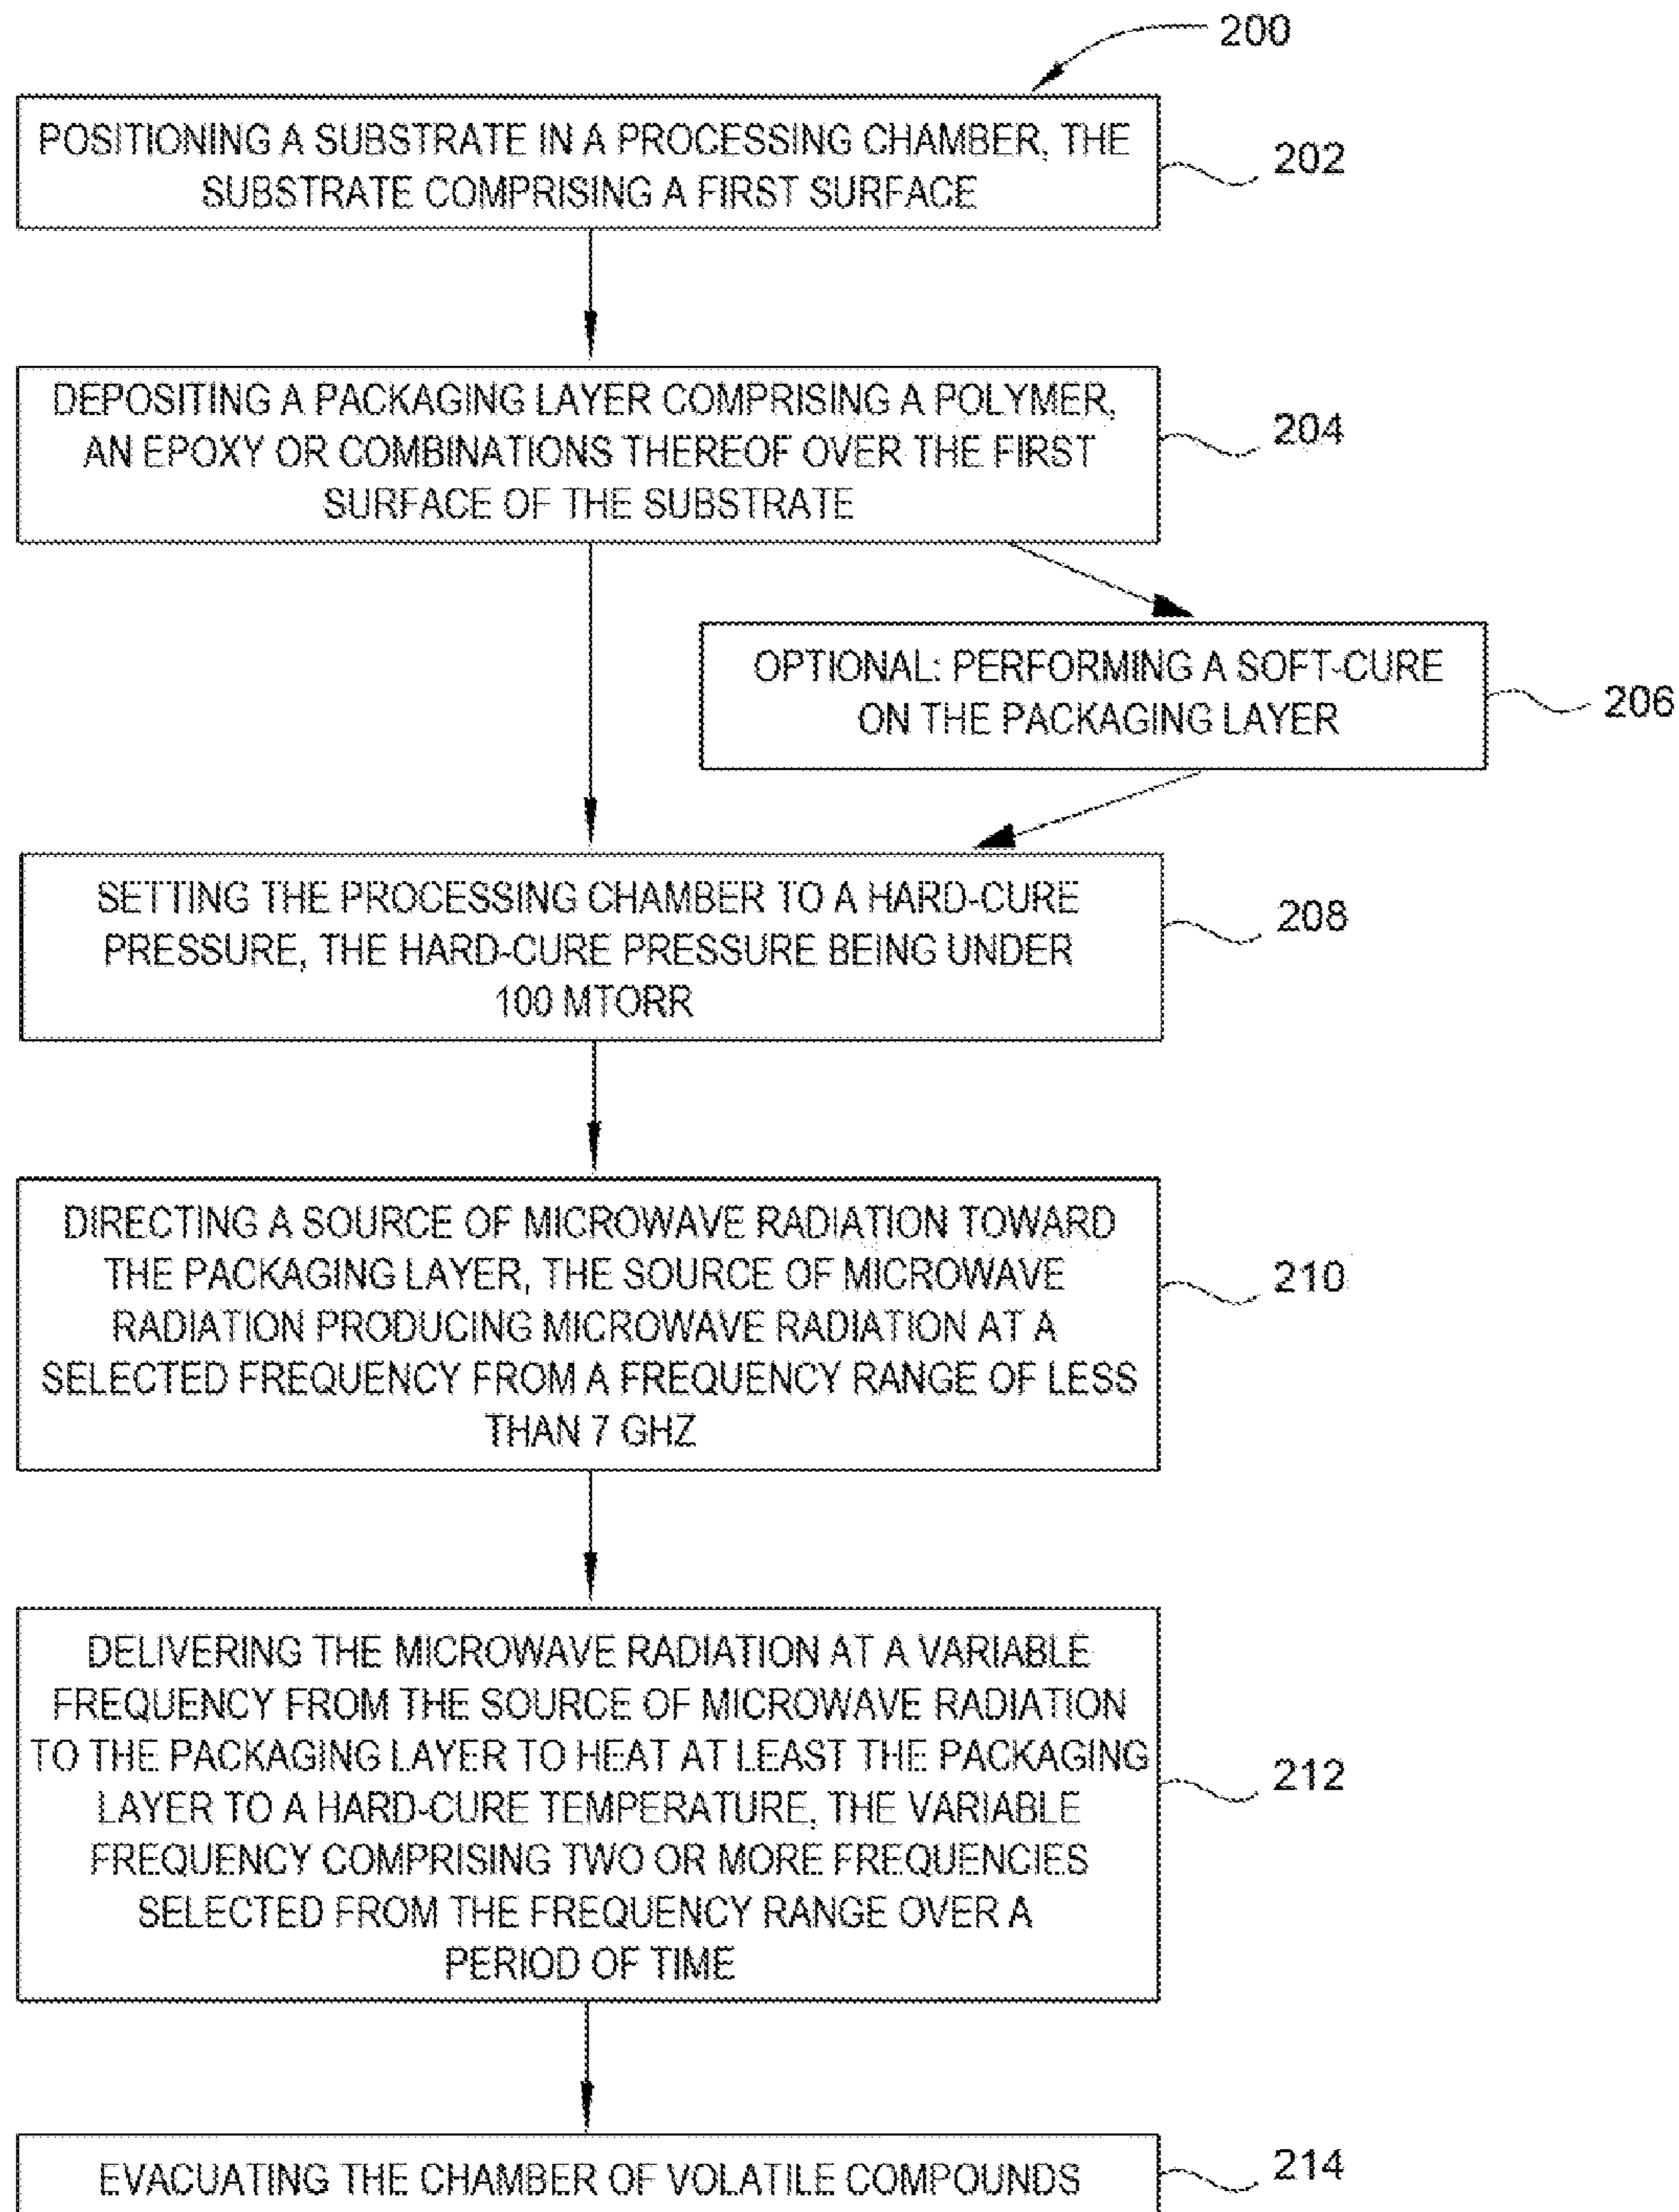 200
POSITIONING A SUBSTRATE IN A PROCESSING CHAMBER, THE
SUBSTRATE COMPRISING A FIRST SURFACE
202
DEPOSITING A PACKAGING LAYER COMPRISING A POLYMER,
AN EPOXY OR COMBINATIONS THEREOF OVER THE FIRST
SURFACE OF THE SUBSTRATE
204
OPTIONAL: PERFORMING A SOFT-CURE
ON THE PACKAGING LAYER
206
SETTING THE PROCESSING CHAMBER TO A HARD-CURE
PRESSURE, THE HARD-CURE PRESSURE BEING UNDER
100 MTORR
208
DIRECTING A SOURCE OF MICROWAVE RADIATION TOWARD
THE PACKAGING LAYER, THE SOURCE OF MICROWAVE
RADIATION PRODUCING MICROWAVE RADIATION AT A
SELECTED FREQUENCY FROM A FREQUENCY RANGE OF LESS
THAN 7 GHZ
210
DELIVERING THE MICROWAVE RADIATION AT A VARIABLE
FREQUENCY FROM THE SOURCE OF MICROWAVE RADIATION
TO THE PACKAGING LAYER TO HEAT AT LEAST THE PACKAGING
LAYER TO A HARD-CURE TEMPERATURE, THE VARIABLE
FREQUENCY COMPRISING TWO OR MORE FREQUENCIES
SELECTED FROM THE FREQUENCY RANGE OVER A
PERIOD OF TIME
212
EVACUATING THE CHAMBER OF VOLATILE COMPOUNDS
214